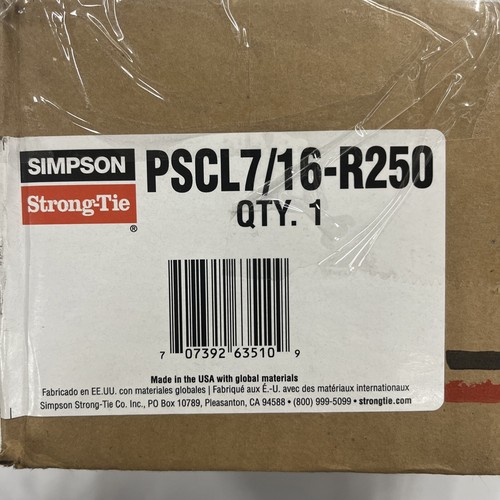 SIMPSON
Strong-Tie
®
PSCL7/16-R250
QTY. 1
7 07392 63510 9
Made in the USA with global materials
Fabricado en EE.UU. con materiales globales | Fabriqué aux É.-U. avec des matériaux internationaux
Simpson Strong-Tie Co. Inc., PO Box 10789, Pleasanton, CA 94588 • (800) 999-5099 • strongtie.com